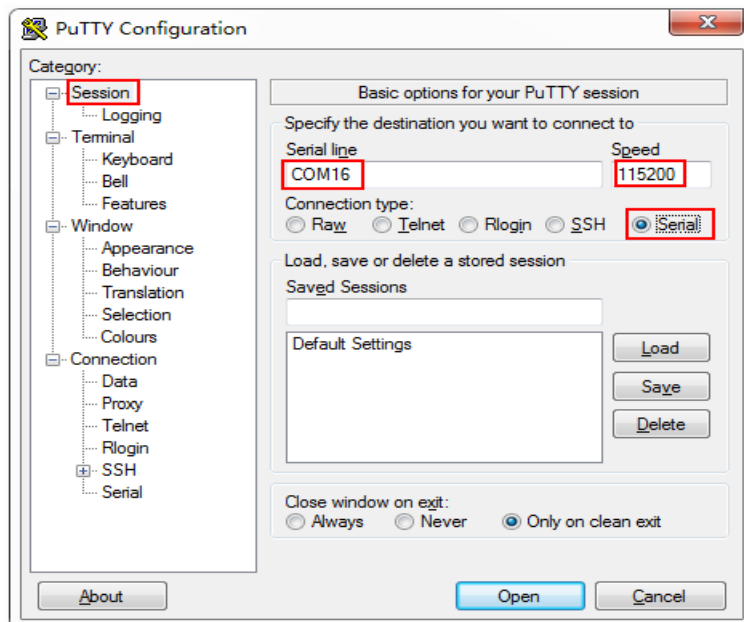 PuTTY Configuration
Category:
Session
Logging
Terminal
Keyboard
Bell
Features
Window
Appearance
Behaviour
Translation
Selection
Colours
Connection
Data
Proxy
Telnet
Rlogin
SSH
Serial
Basic options for your PuTTY session
Specify the destination you want to connect to
Serial line Speed
COM16 115200
Connection type:
Raw Telnet Rlogin SSH Serial
Load, save or delete a stored session
Saved Sessions
Default Settings
Load
Save
Delete
Close window on exit:
Always Never Only on clean exit
About Open Cancel